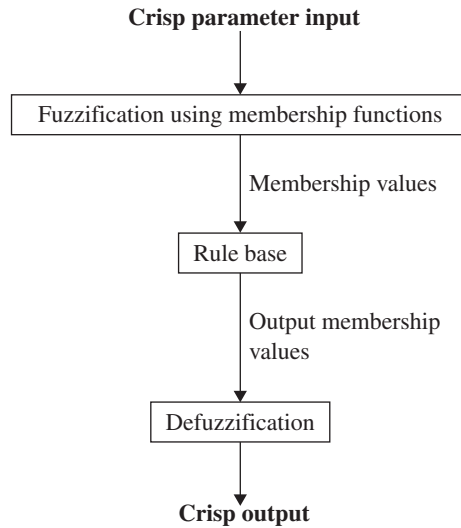 Crisp parameter input
Fuzzification using membership functions
Membership values
Rule base
Output membership
values
Defuzzification
Crisp output